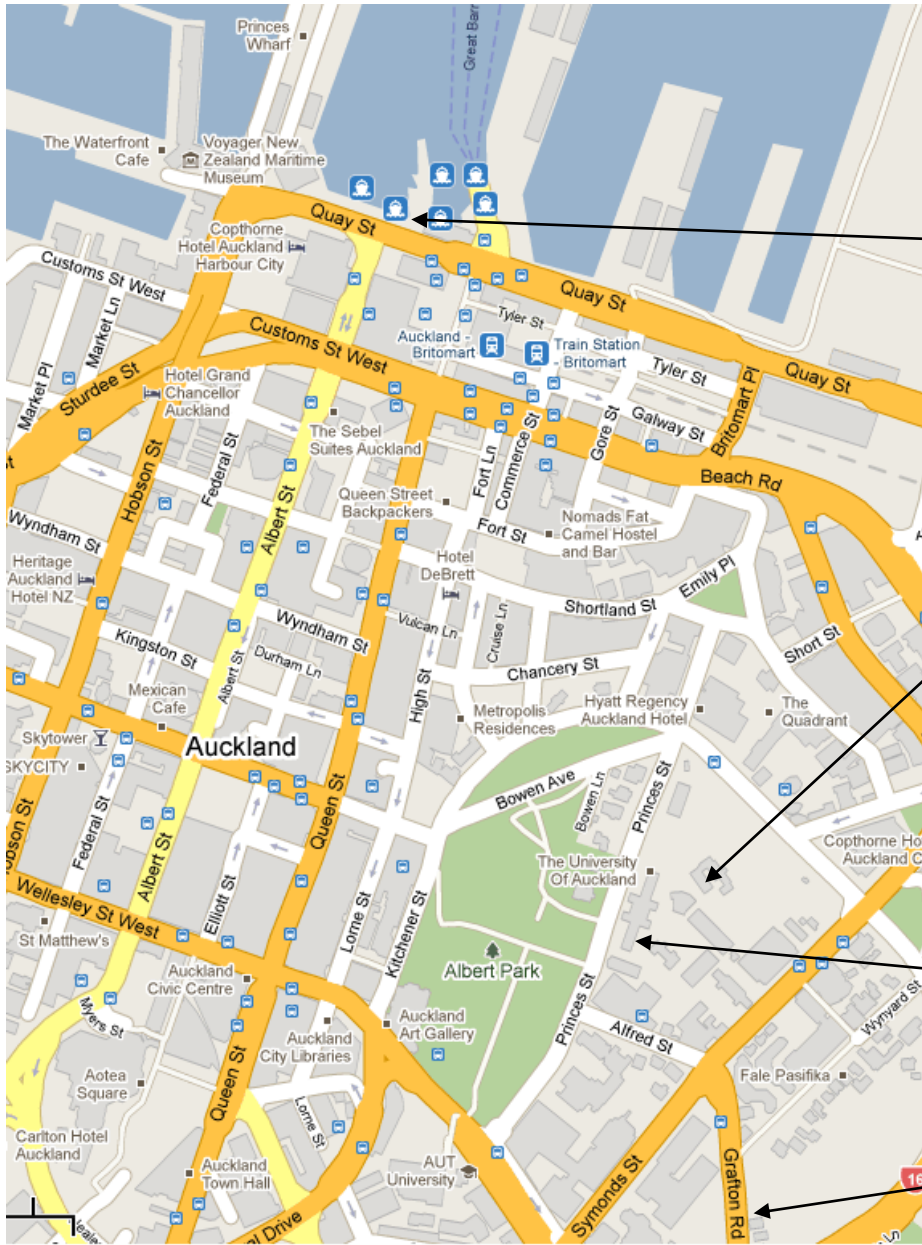 Princes
Wharf
Great Barr
The Waterfront
Cafe
Voyager New
Zealand Maritime
Museum
Quay St
Copthorne
Hotel Auckland
Harbour City
Customs St West
Quay St
Market Ln
Tyler St
Customs St West
Auckland -
Britomart
Train Station
- Britomart
Market Pl
Sturdee St
Hotel Grand
Chancellor
Auckland
Tyler St
Quay St
Britomart Pl
Galway St
Gore St
The Sebel
Suites Auckland
Federal St
Hobson St
Fort Ln
Commerce St
Beach Rd
Albert St
Queen Street
Backpackers
Wyndham St
Fort St
Nomads Fat
Camel Hostel
and Bar
Heritage
Auckland
Hotel NZ
Hotel
DeBrett
Emily Pl
Shortland St
Wyndham St
Vulcan Ln
Cruise Ln
Kingston St
Durham Ln
Albert St
Short St
Chancery St
High St
Mexican
Cafe
Metropolis
Residences
Hyatt Regency
Auckland Hotel
The
Quadrant
Skytower
SKYCITY
Auckland
Bowen Ave
Bowen Ln
Princes St
Queen St
Hobson St
Federal St
Albert St
Elliott St
Copthorne Ho
Auckland C
The University
Of Auckland
Wellesley St West
Lorne St
Kitchener St
St Matthew's
Albert Park
Auckland
Civic Centre
Princes St
Wynyard St
Myers St
Auckland
City Libraries
Auckland
Art Gallery
Alfred St
Aotea
Square
Queen St
Fale Pasifika
Lorne St
Carlton Hotel
Auckland
Auckland
Town Hall
AUT
University
Symonds St
Grafton Rd
16
al Drive